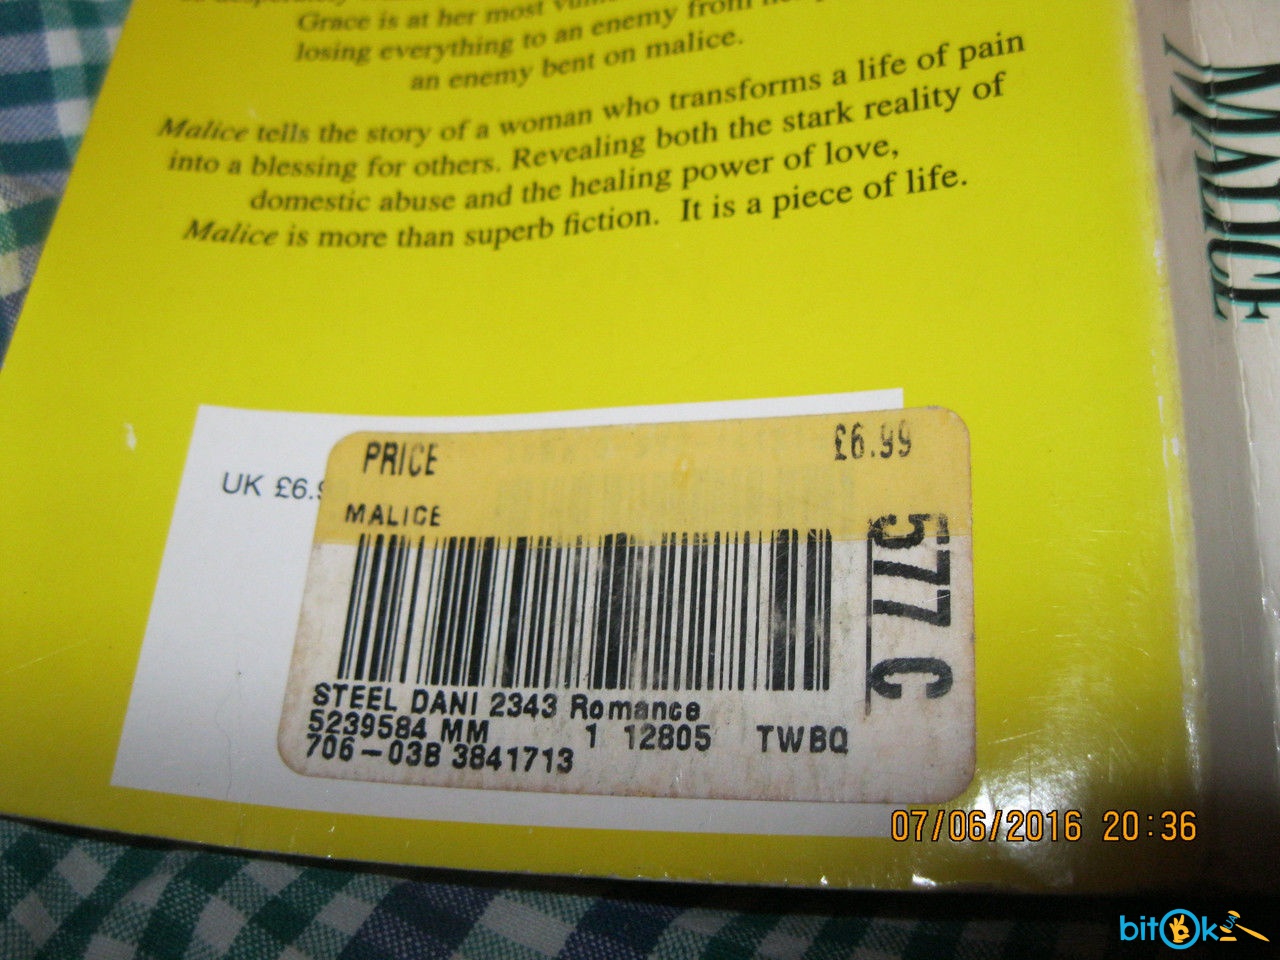 Grace is at her most
losing everything to an enemy from
an enemy bent on malice.
Malice tells the story of a woman who transforms a life of pain
into a blessing for others. Revealing both the stark reality of
domestic abuse and the healing power of love,
Malice is more than superb fiction. It is a piece of life.
MALICE
UK £6.9
PRICE £6.99
MALICE
577 C
STEEL DANI 2343 Romance
5239584 MM 1 12805 TWBQ
706-03B 3841713
07/06/2016 20:36
bitOk UA